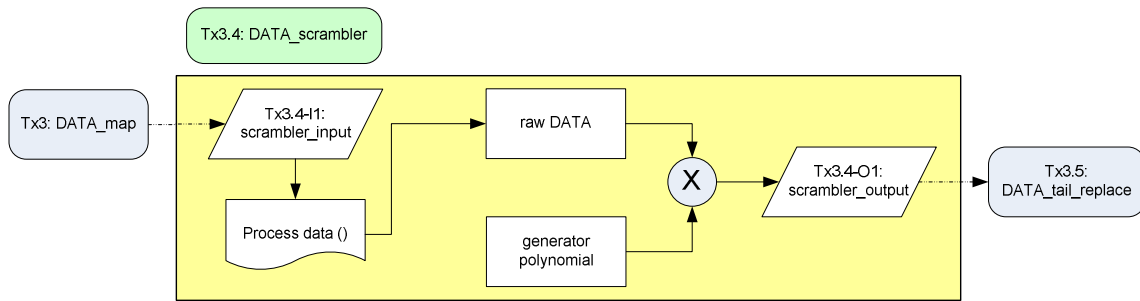 Tx3.4: DATA_scrambler
Tx3: DATA_map
Tx3.4-I1:
scrambler_input
Process data ()
raw DATA
generator
polynomial
X
Tx3.4-O1:
scrambler_output
Tx3.5:
DATA_tail_replace